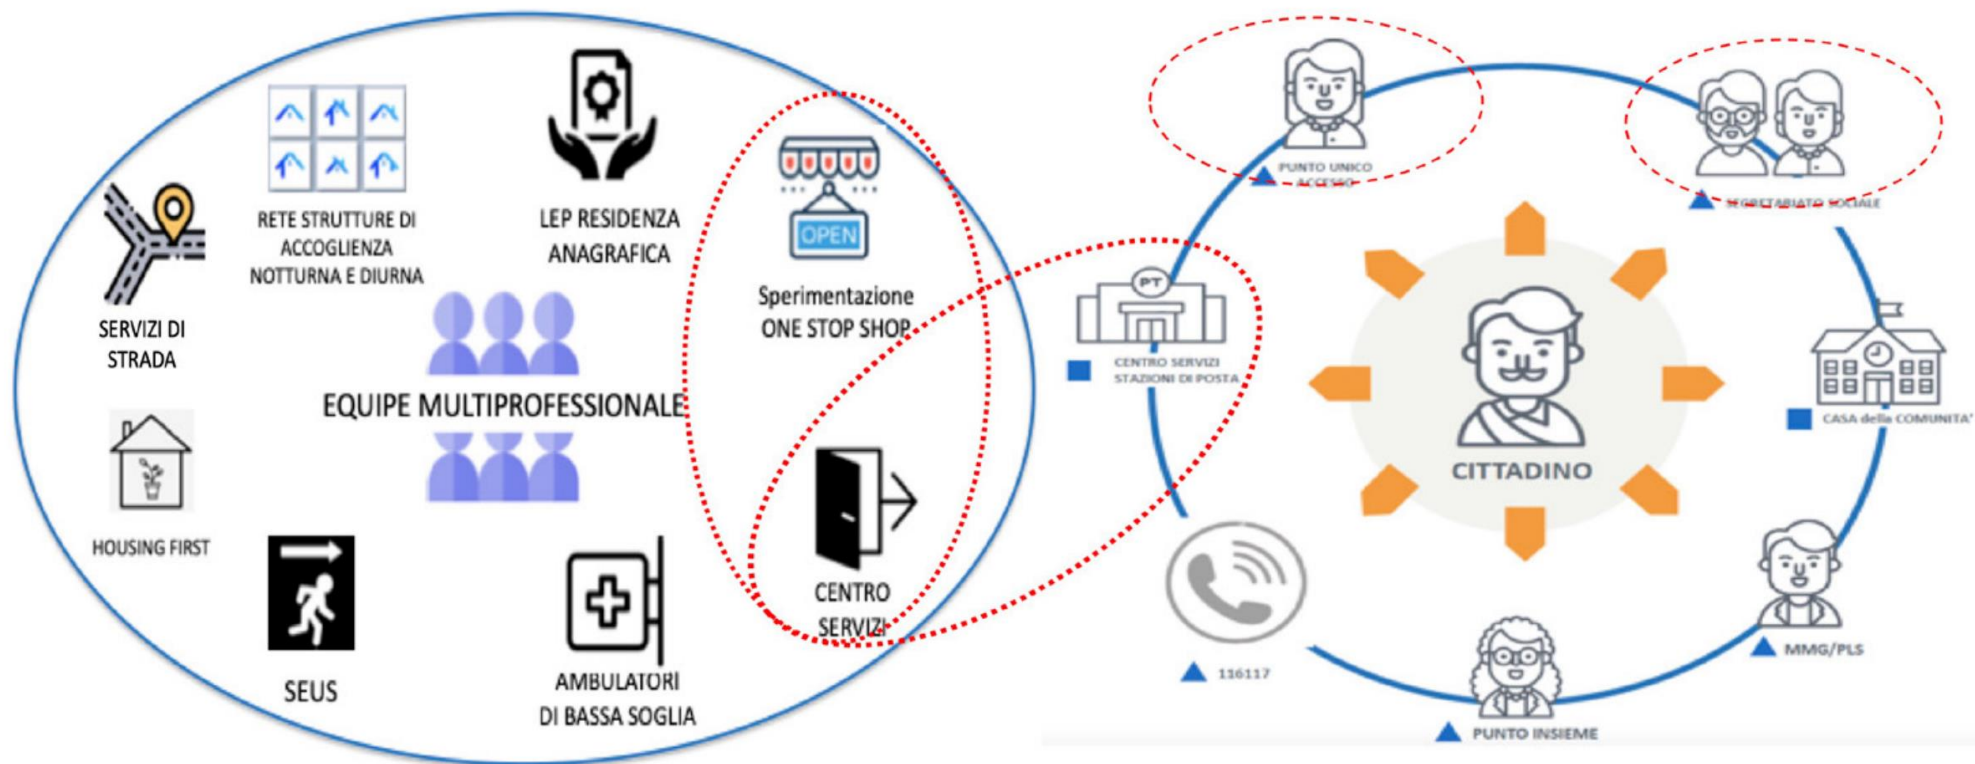 RETE STRUTTURE DI
ACCOGLIENZA
NOTTURNA E DIURNA
LEP RESIDENZA
ANAGRAFICA
OPEN
Sperimentazione
ONE STOP SHOP
SERVIZI DI
STRADA
EQUIPE MULTIPROFESSIONALE
HOUSING FIRST
CENTRO
SERVIZI
SEUS
AMBULATORI
DI BASSA SOGLIA
PUNTO UNICO
ACCESSO
SEGRETARIATO SOCIALE
PT
CENTRO SERVIZI
STAZIONI DI POSTA
CASA della COMUNITA'
CITTADINO
MMG/PLS
116117
PUNTO INSIEME